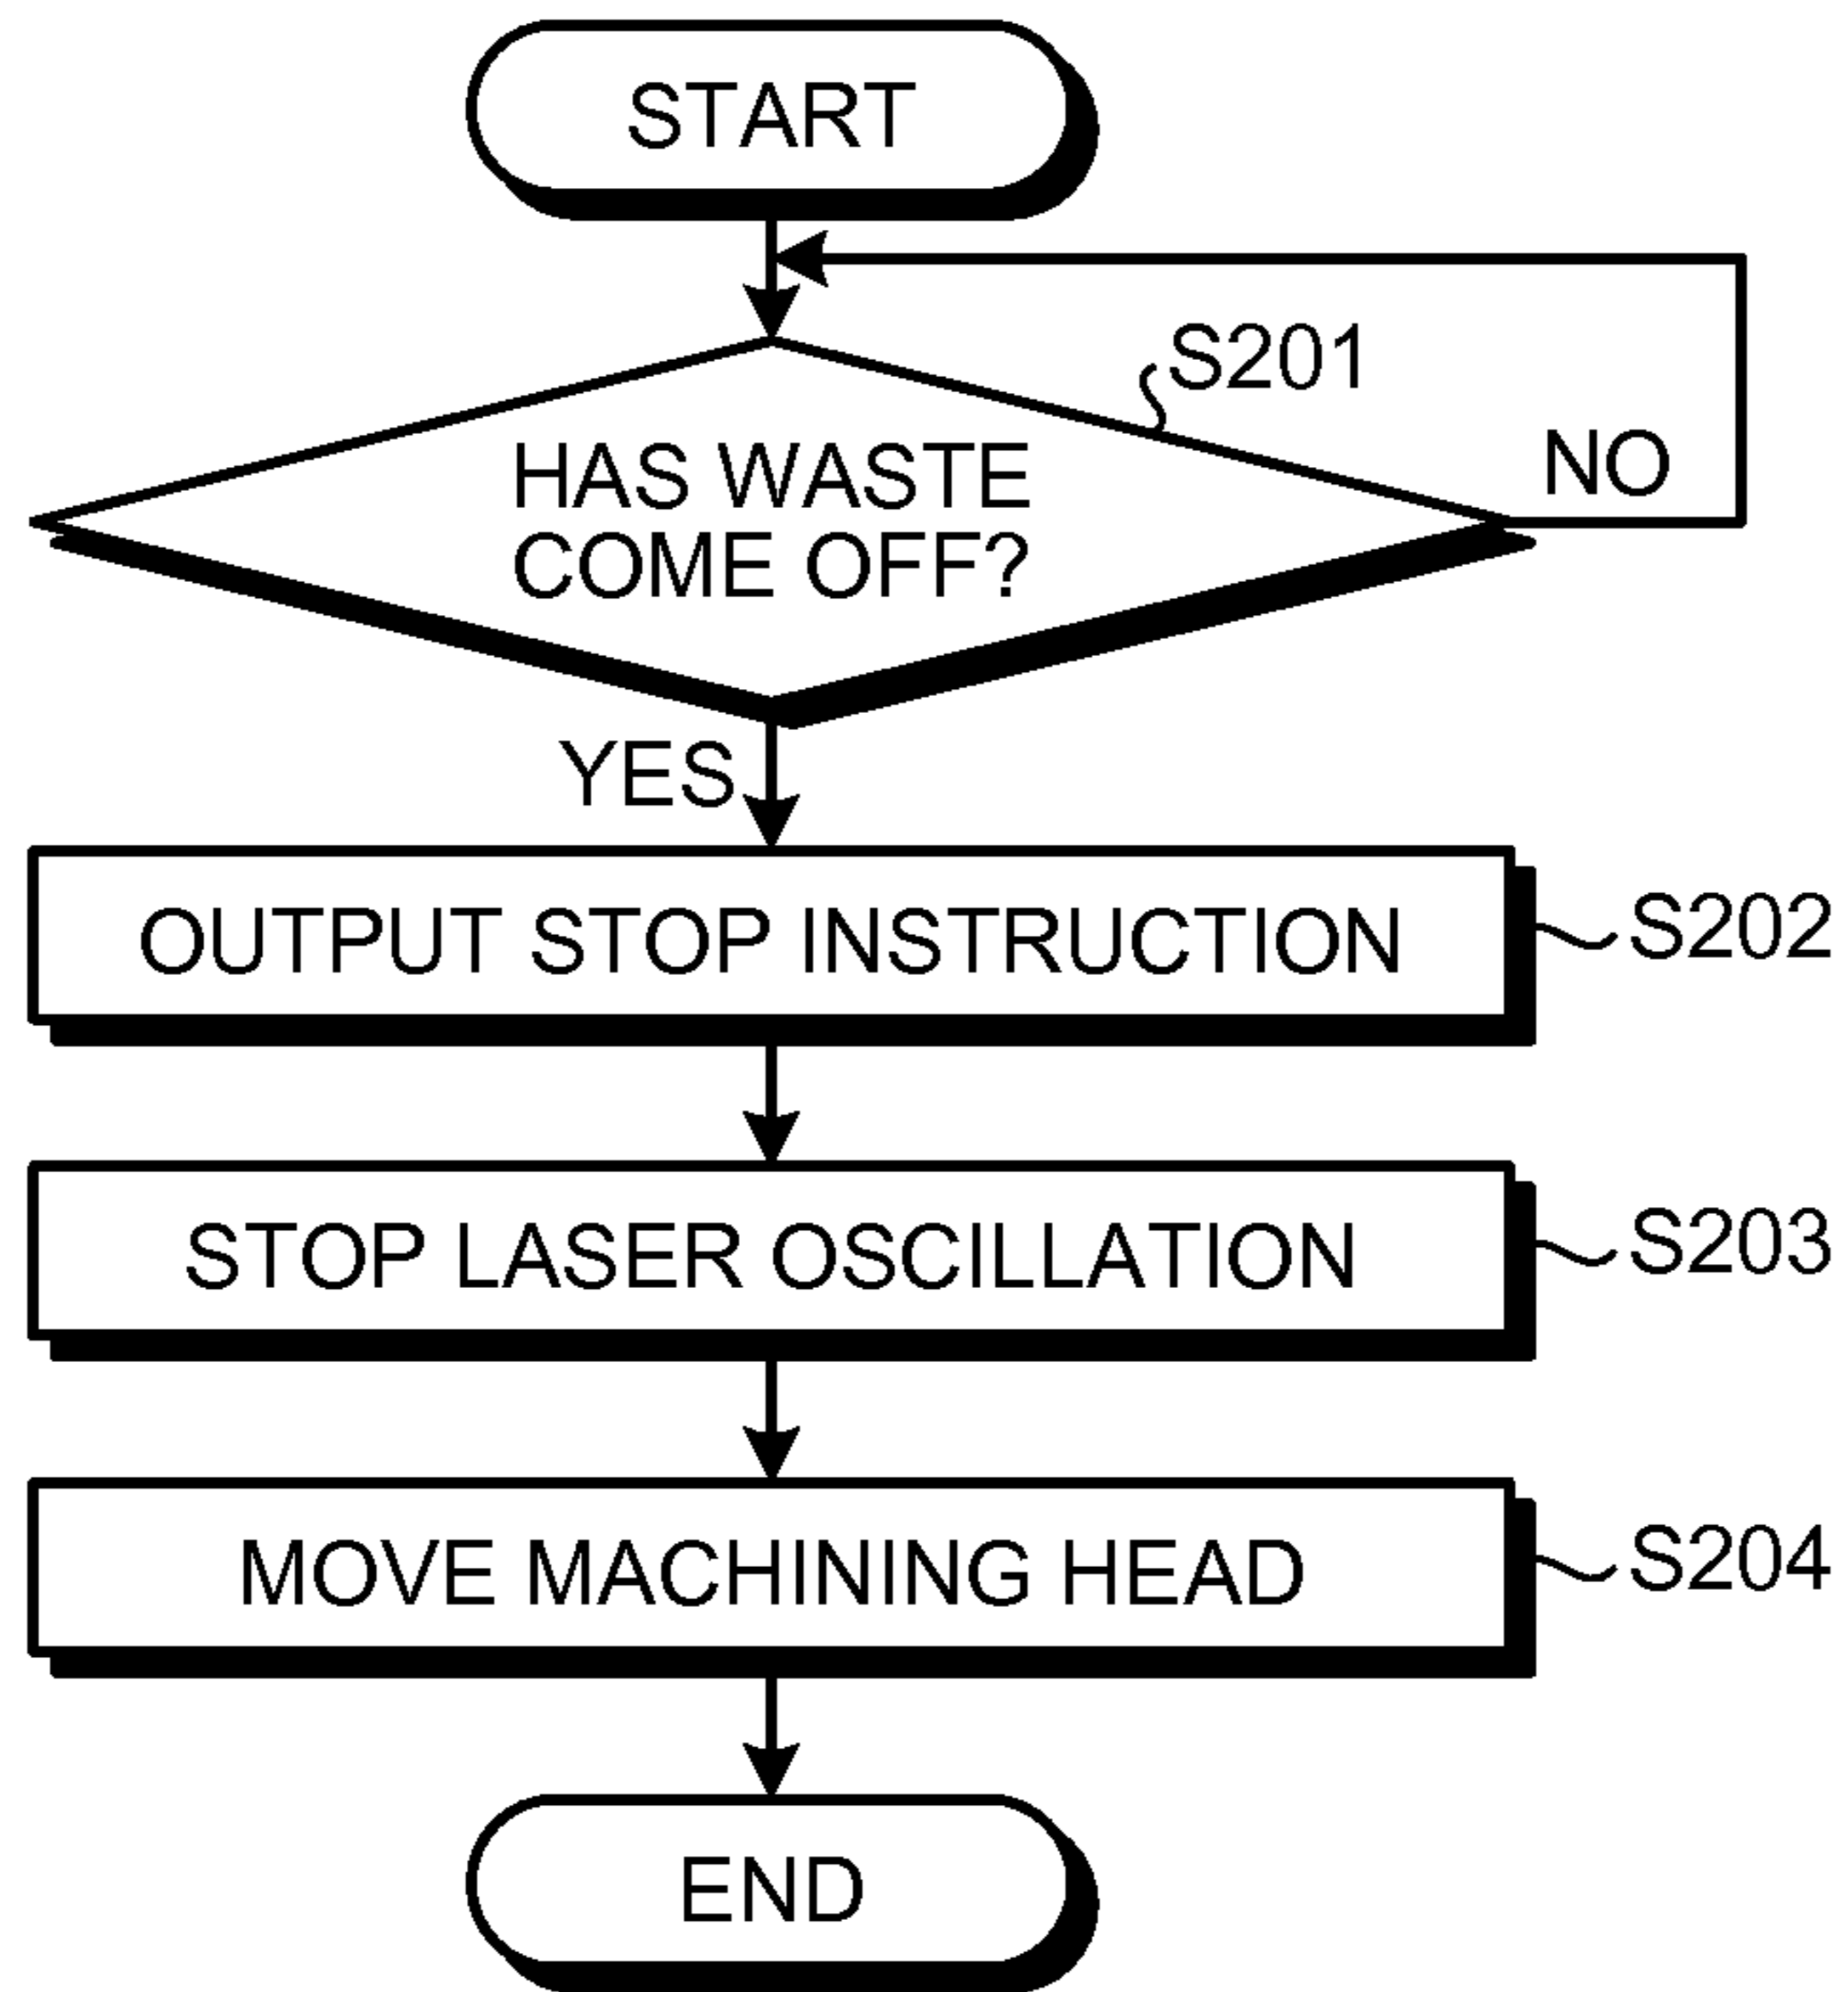 START
S201
HAS WASTE
COME OFF?
NO
YES
OUTPUT STOP INSTRUCTION
S202
STOP LASER OSCILLATION
S203
MOVE MACHINING HEAD
S204
END